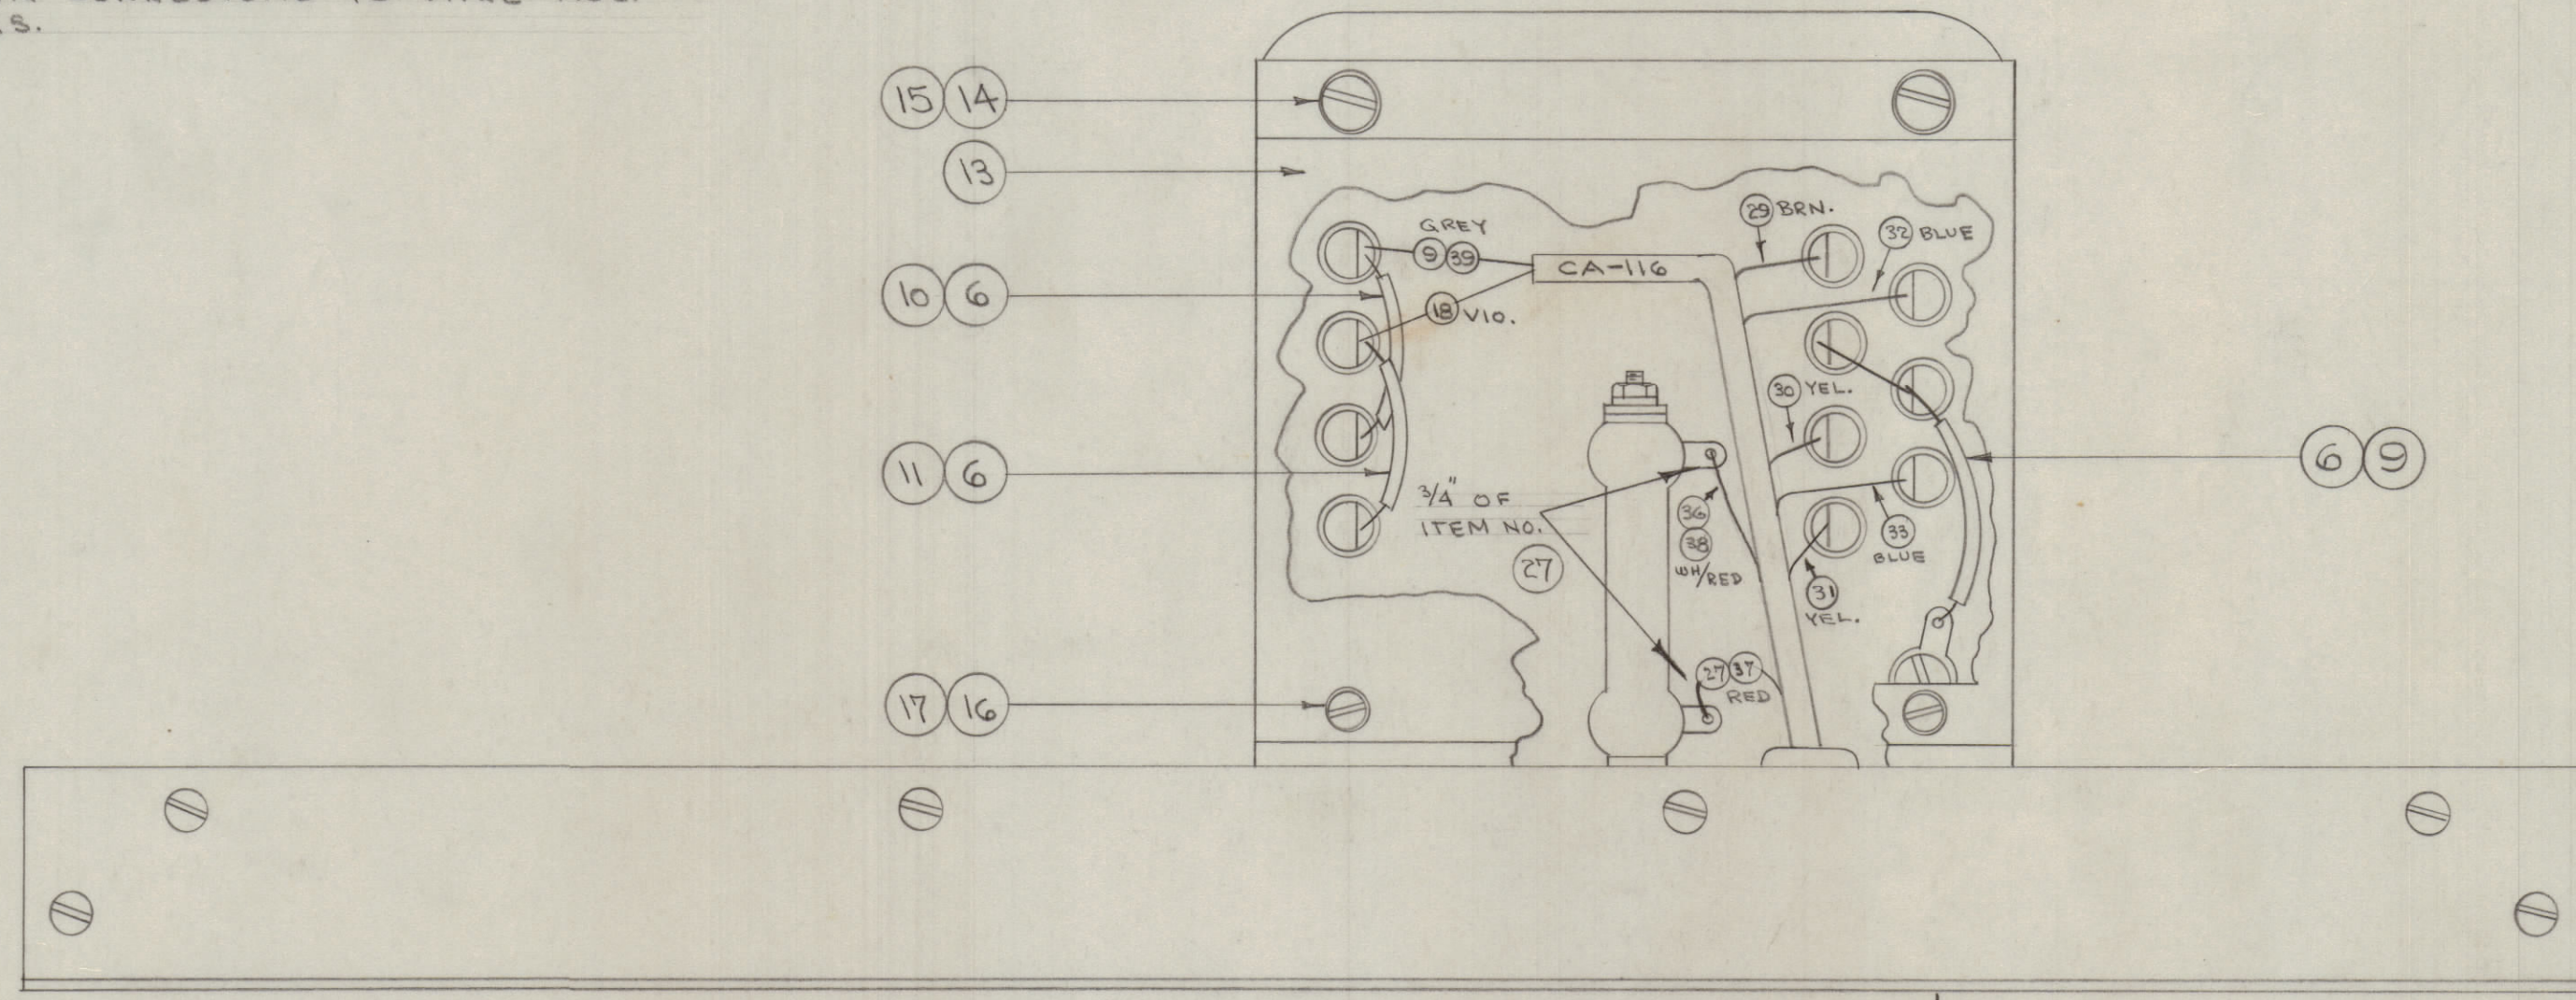 S.
15 14
13
GREY
9 39
CA-116
29 BRN.
32 BLUE
10 6
18 VIO.
30 YEL.
11 6
6 9
3/4" OF
ITEM NO.
27
36
38
WH/RED
33
BLUE
31
YEL.
27 37
RED
17 16